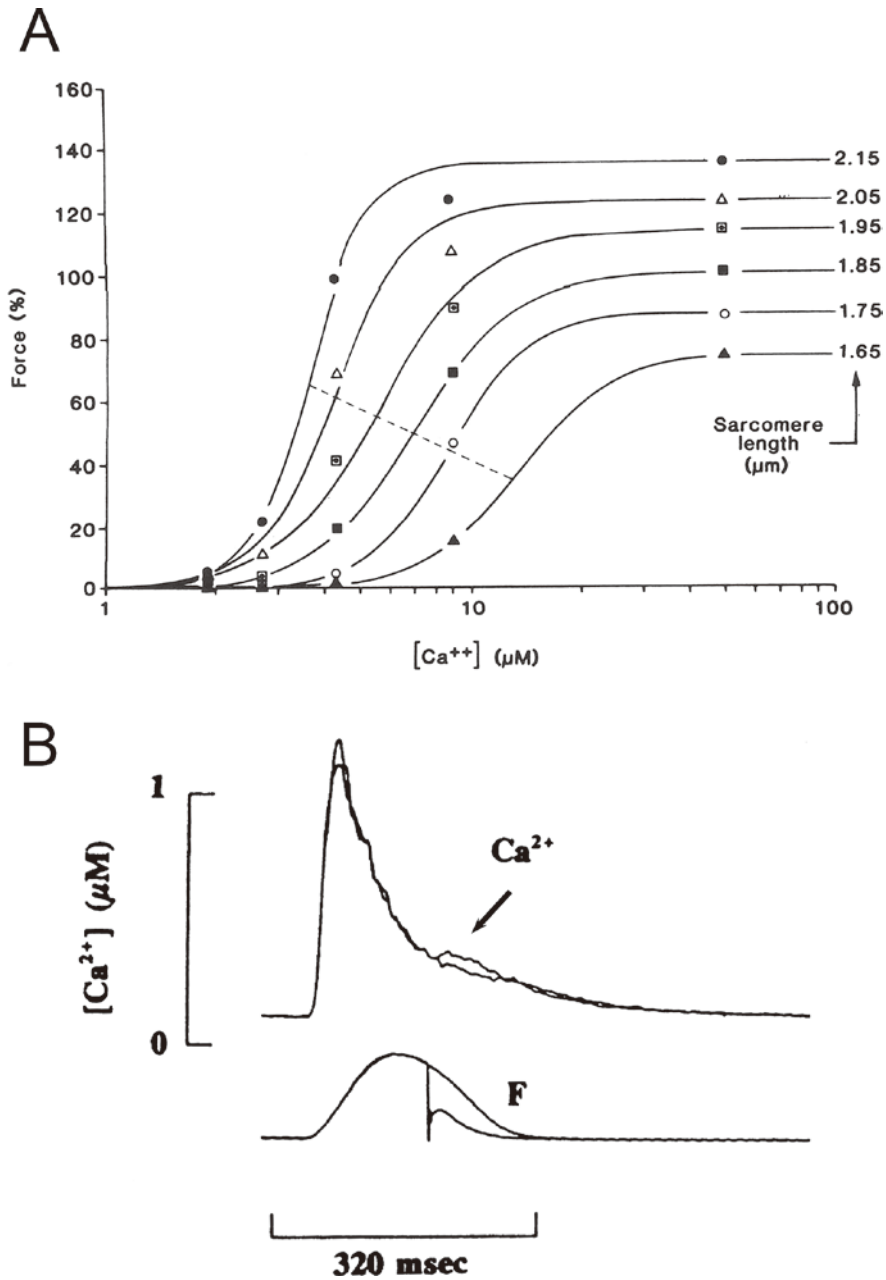 A
160
140
120
100
80
60
40
20
0
Force (%)
2.15
2.05
1.95
1.85
1.75
1.65
Sarcomere
length
(μm)
1
10
100
[Ca++] (μM)
B
1
0
[Ca2+] (μM)
Ca2+
F
320 msec